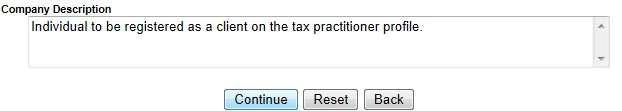 Company Description
Individual to be registered as a client on the tax practitioner profile.
Continue Reset Back